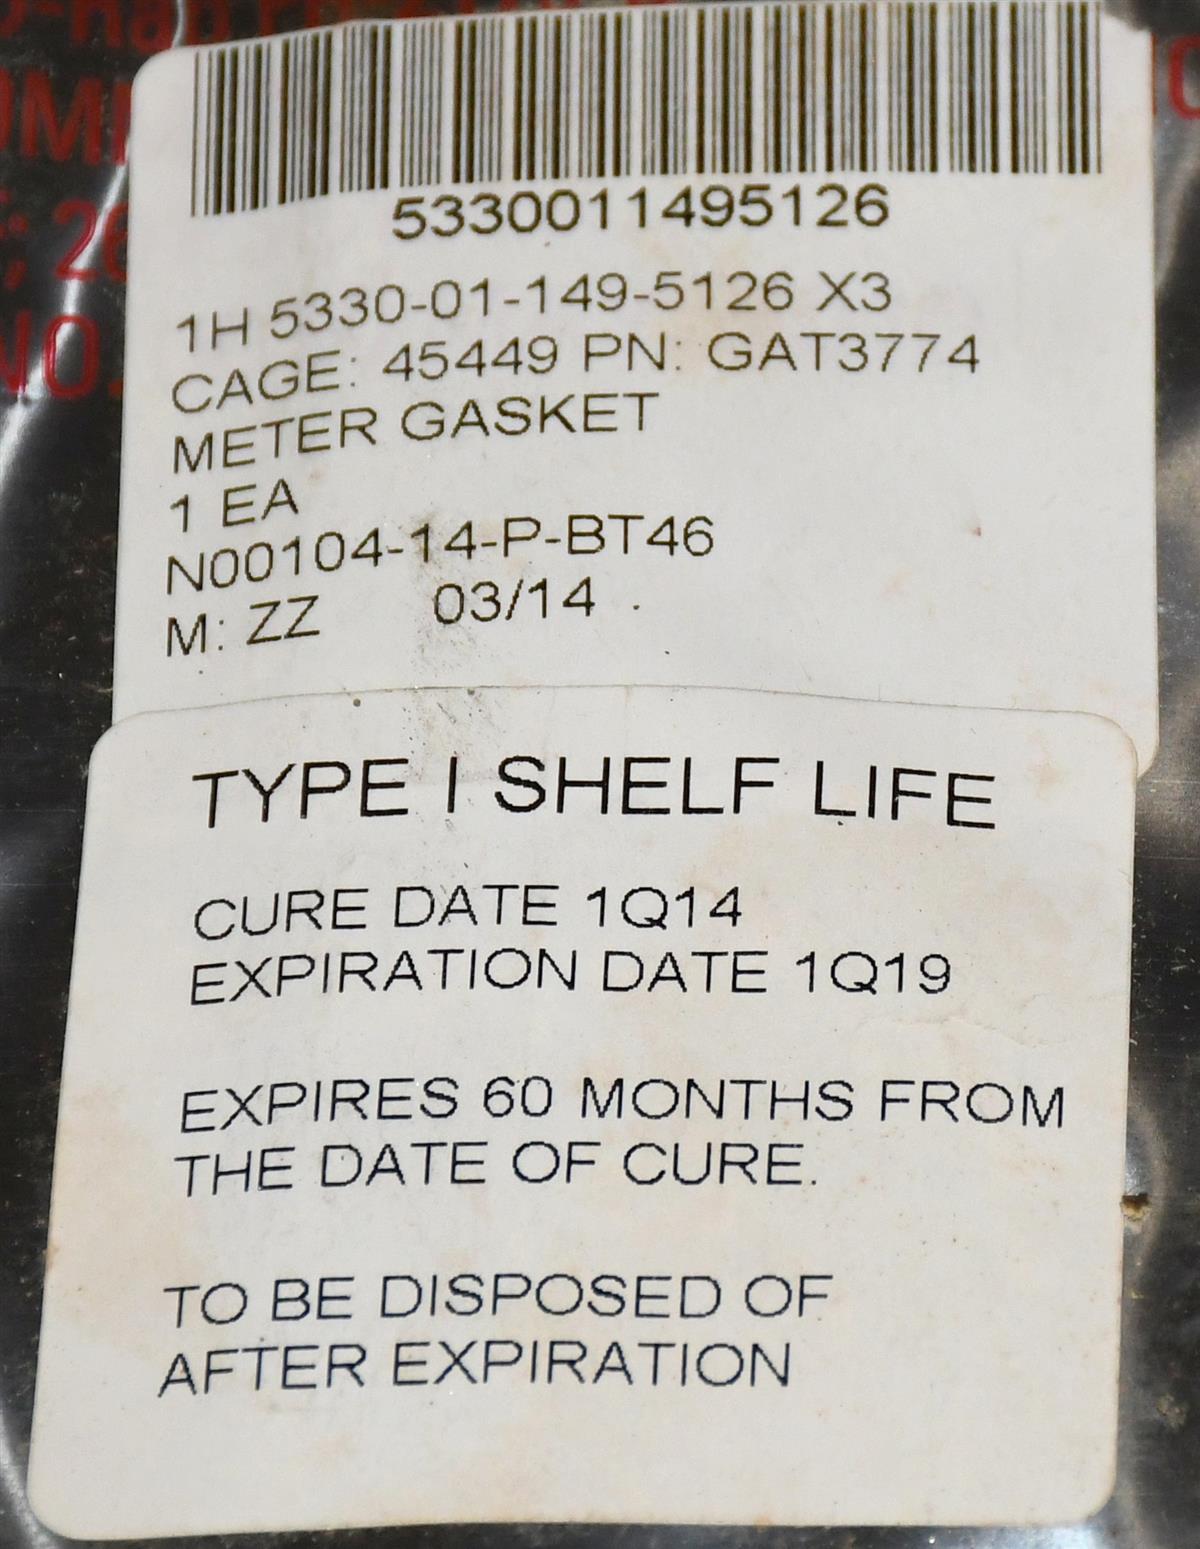 5330011495126
1H 5330-01-149-5126 X3
CAGE: 45449 PN: GAT3774
METER GASKET
1 EA
N00104-14-P-BT46
M: ZZ 03/14
TYPE I SHELF LIFE
CURE DATE 1Q14
EXPIRATION DATE 1Q19
EXPIRES 60 MONTHS FROM
THE DATE OF CURE.
TO BE DISPOSED OF
AFTER EXPIRATION